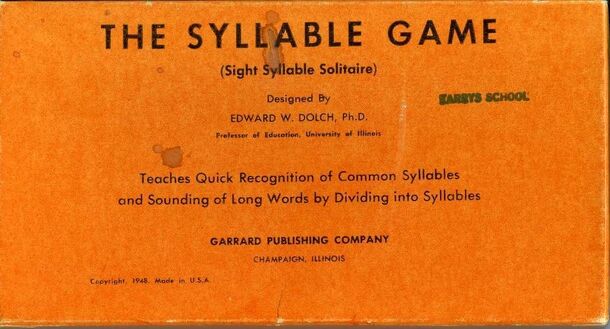 THE SYLLABLE GAME
(Sight Syllable Solitaire)
Designed By
EDWARD W. DOLCH, Ph.D.
Professor of Education, University of Illinois
SCHOOL
Teaches Quick Recognition of Common Syllables
and Sounding of Long Words by Dividing into Syllables
GARRARD PUBLISHING COMPANY
CHAMPAIGN, ILLINOIS
Copyright, 1948. Made in U.S.A.